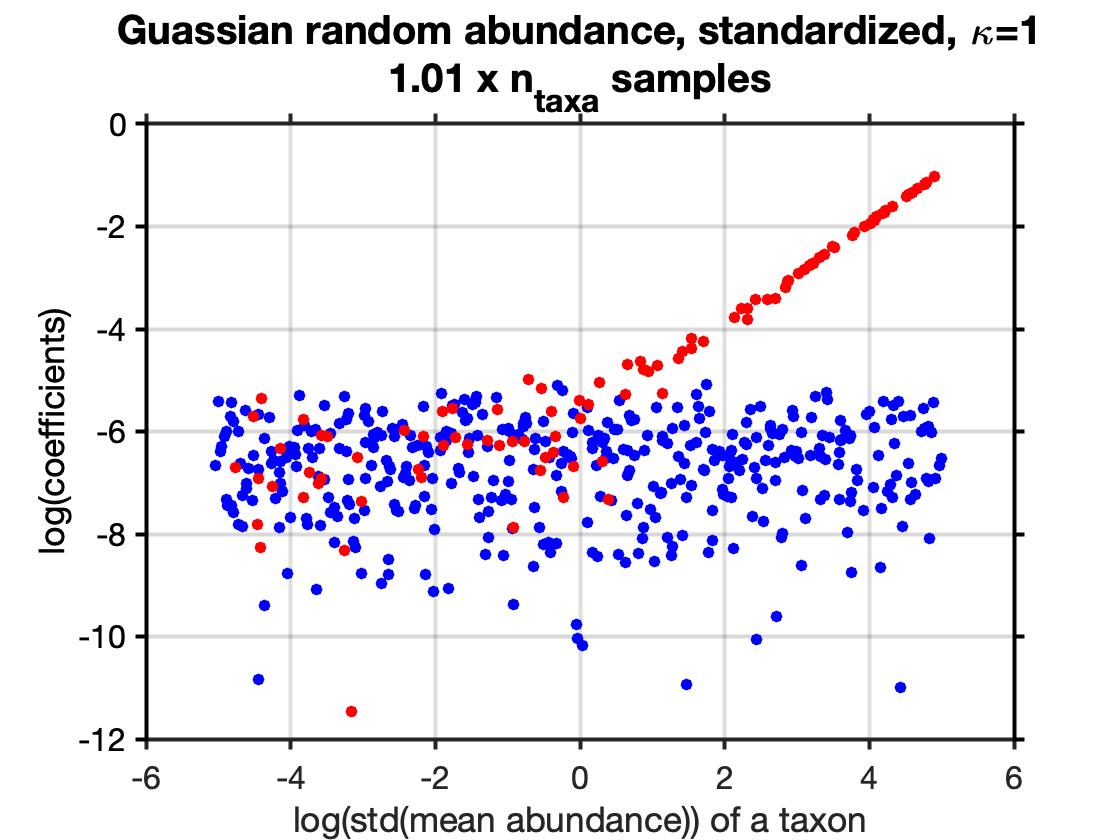 Guassian random abundance, standardized, κ=1
1.01 x n_taxa samples
0
-2
-4
-6
-8
-10
-12
log(coefficients)
-6 -4 -2 0 2 4 6
log(std(mean abundance)) of a taxon